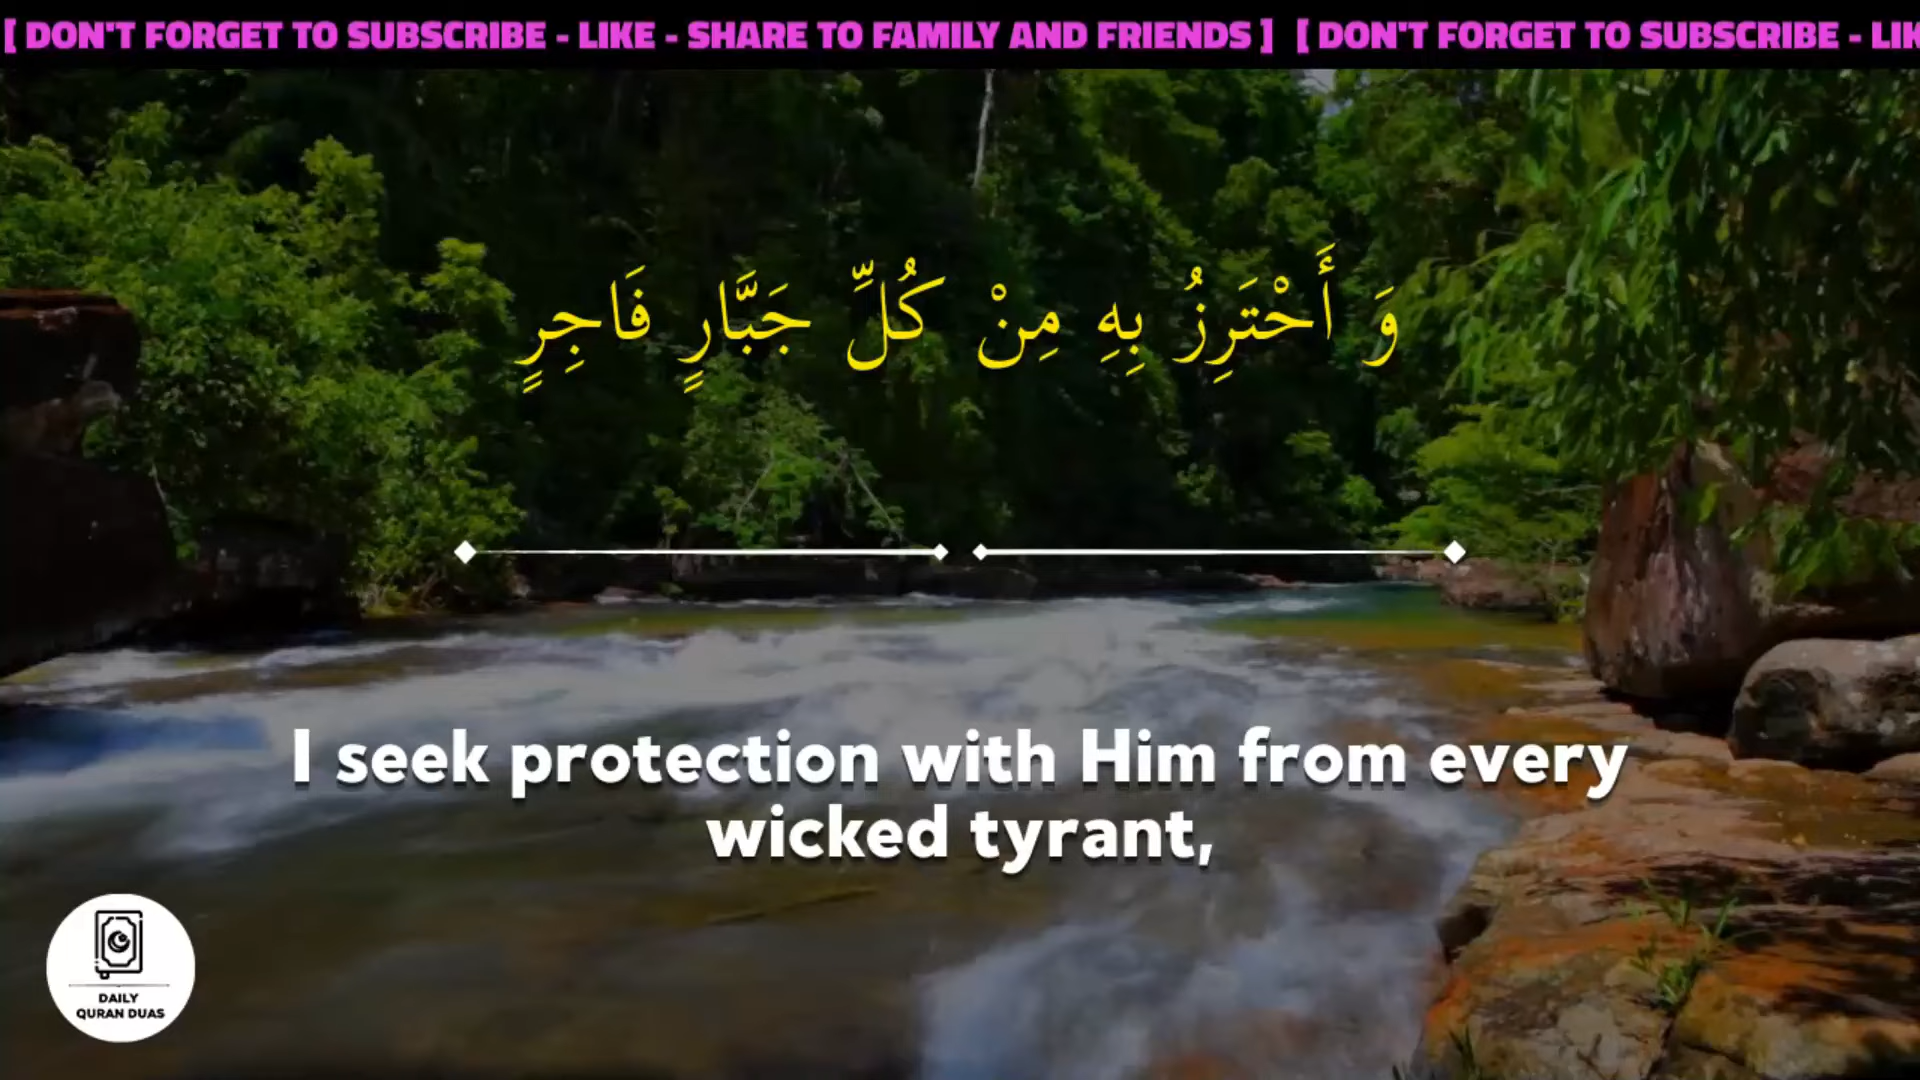 [ DON'T FORGET TO SUBSCRIBE - LIKE - SHARE TO FAMILY AND FRIENDS ] [ DON'T FORGET TO SUBSCRIBE - LIK
وَ أَحْتَرِزُ بِهِ مِنْ كُلِّ جَبَّارٍ فَاجِرٍ
I seek protection with Him from every
wicked tyrant,
DAILY
QURAN DUAS